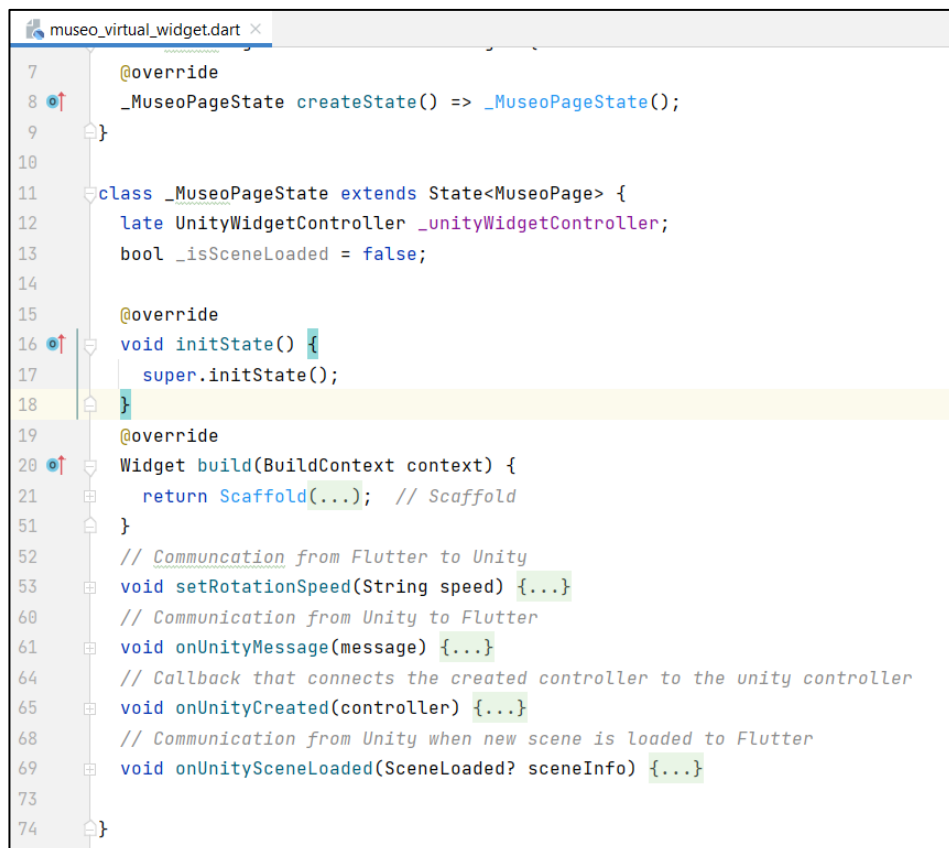 museo_virtual_widget.dart
7 @override
8 _MuseoPageState createState() => _MuseoPageState();
9 }
10
11 class _MuseoPageState extends State<MuseoPage> {
12 late UnityWidgetController _unityWidgetController;
13 bool _isSceneLoaded = false;
14
15 @override
16 void initState() {
17 super.initState();
18 }
19 @override
20 Widget build(BuildContext context) {
21 return Scaffold(...); // Scaffold
51 }
52 // Communcation from Flutter to Unity
53 void setRotationSpeed(String speed) {...}
60 // Communication from Unity to Flutter
61 void onUnityMessage(message) {...}
64 // Callback that connects the created controller to the unity controller
65 void onUnityCreated(controller) {...}
68 // Communication from Unity when new scene is loaded to Flutter
69 void onUnitySceneLoaded(SceneLoaded? sceneInfo) {...}
73
74 }